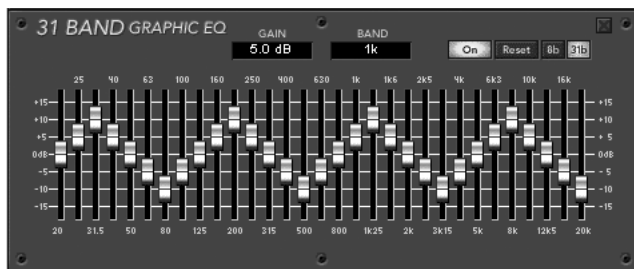 31 BAND GRAPHIC EQ
GAIN BAND
5.0 dB 1k
On Reset 8b 31b
25 40 63 100 160 250 400 630 1k 1k6 2k5 4k 6k3 10k 16k
+15 +15
+10 +10
+5 +5
0dB 0dB
-5 -5
-10 -10
-15 -15
20 31.5 50 80 125 200 315 500 800 1k25 2k 3k15 5k 8k 12k5 20k